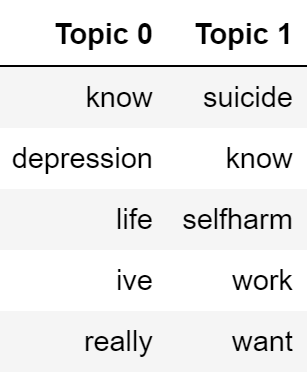 Topic 0 Topic 1
know suicide
depression know
life selfharm
ive work
really want